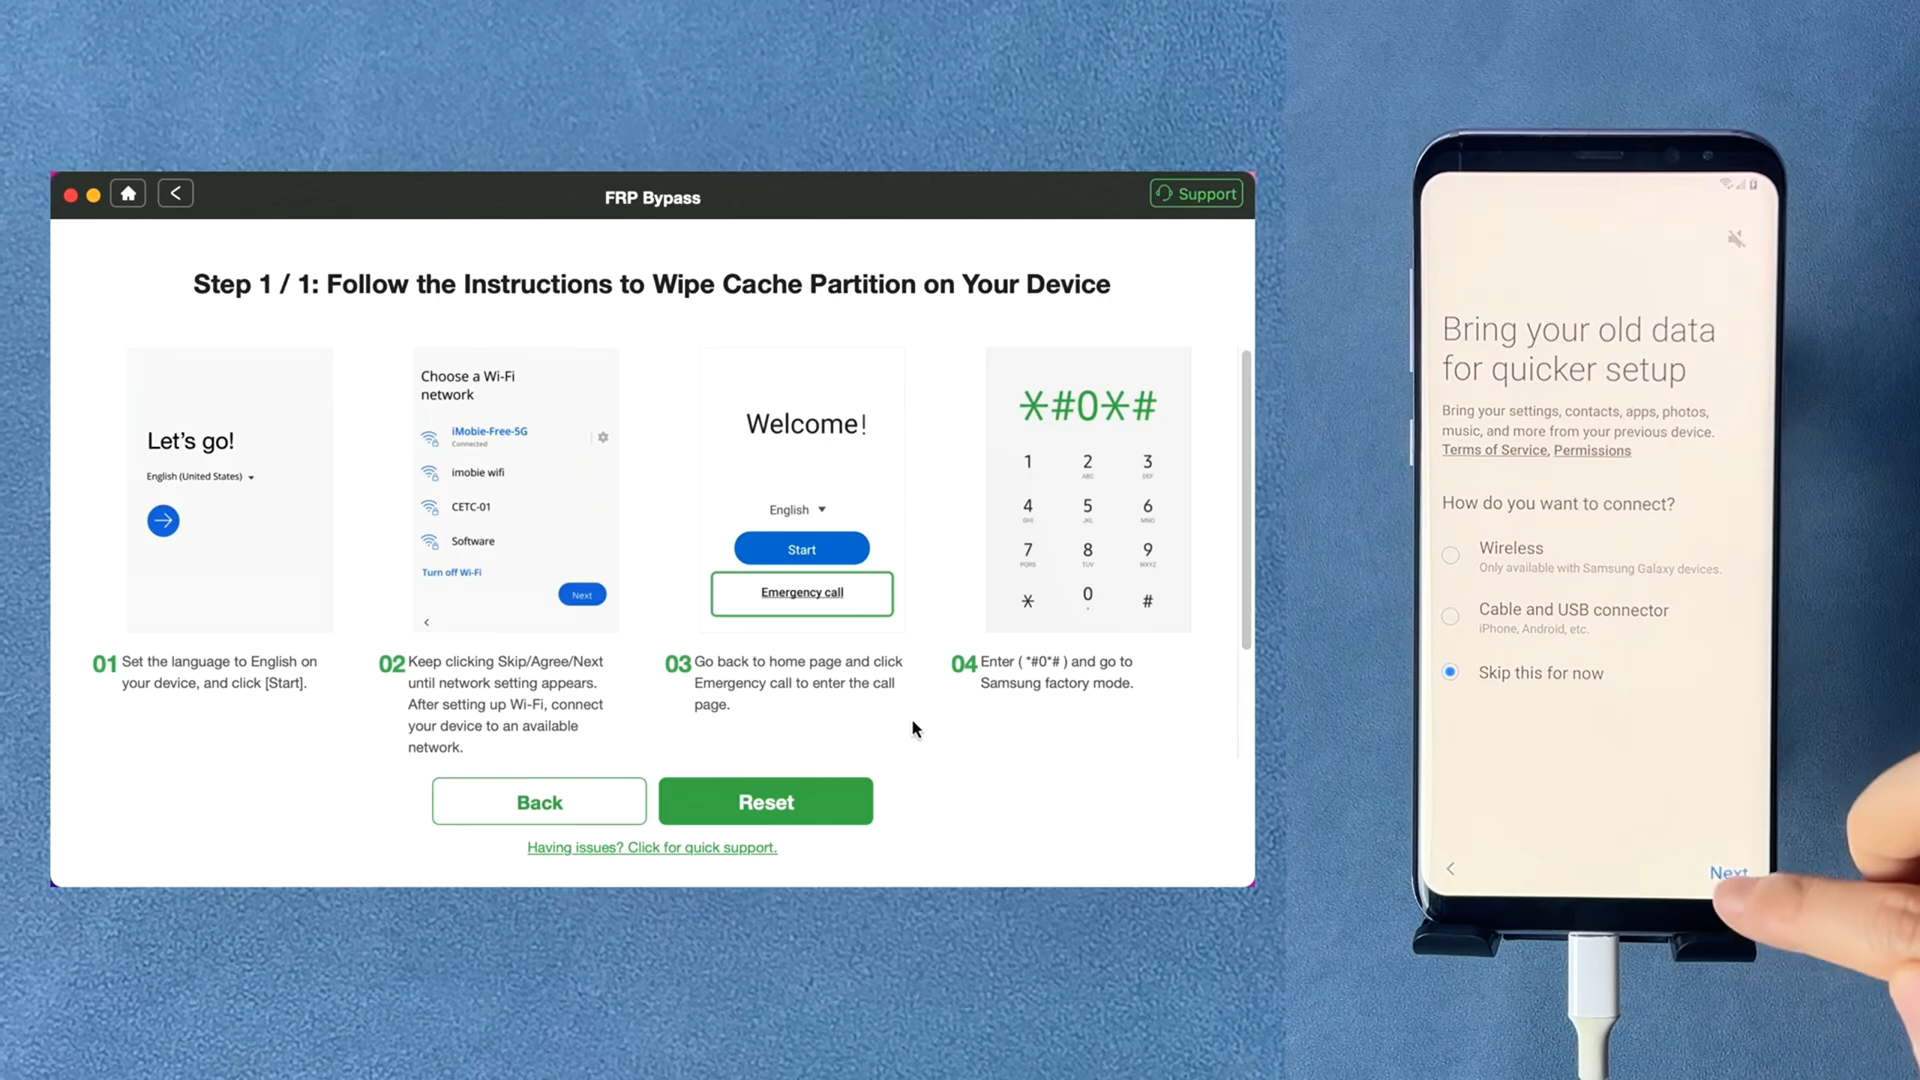 FRP Bypass
Support
Step 1 / 1: Follow the Instructions to Wipe Cache Partition on Your Device
Let's go!
English (United States)
01 Set the language to English on
your device, and click [Start].
Choose a Wi-Fi
network
iMobie-Free-5G
Connected
imobie wifi
CETC-01
Software
Turn off Wi-Fi
Next
02 Keep clicking Skip/Agree/Next
until network setting appears.
After setting up Wi-Fi, connect
your device to an available
network.
Welcome!
English
Start
Emergency call
03 Go back to home page and click
Emergency call to enter the call
page.
*#0*#
1 2 3
ABC DEF
4 5 6
GHI JKL MNO
7 8 9
PQRS TUV WXYZ
* 0 #
04 Enter ( *#0*# ) and go to
Samsung factory mode.
Back
Reset
Having issues? Click for quick support.
Bring your old data
for quicker setup
Bring your settings, contacts, apps, photos,
music, and more from your previous device.
Terms of Service, Permissions
How do you want to connect?
Wireless
Only available with Samsung Galaxy devices.
Cable and USB connector
iPhone, Android, etc.
Skip this for now
Next